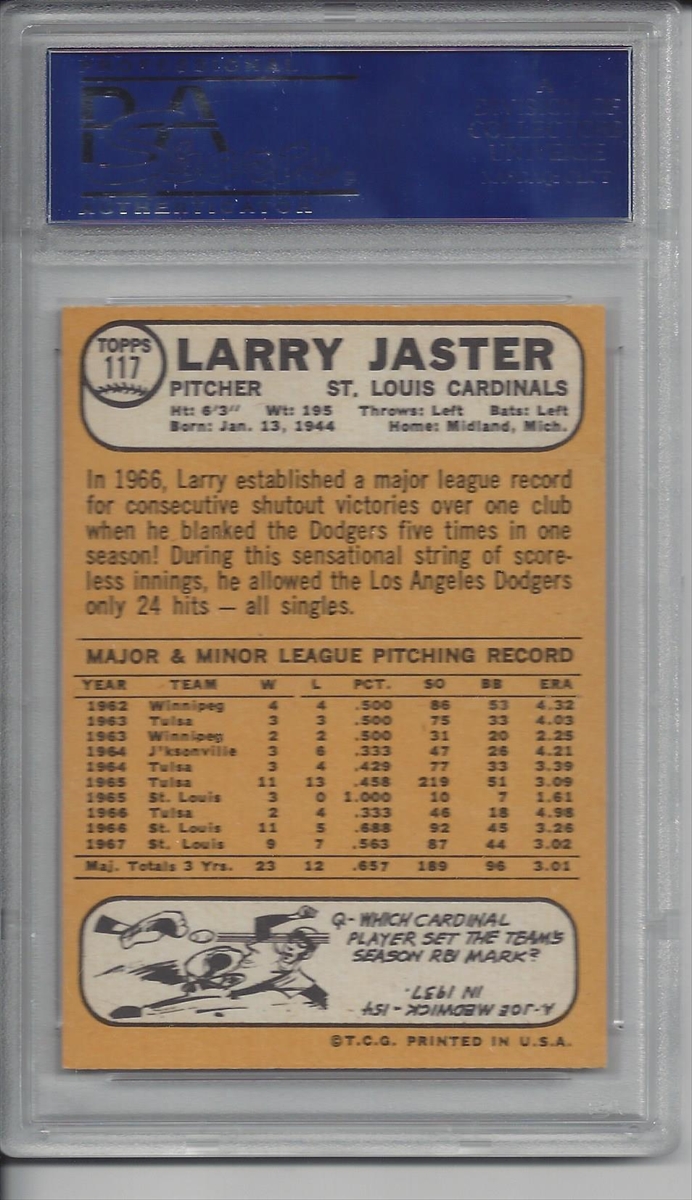 PROFESSIONAL
PSA
AUTHENTICATOR
A
DIVISION OF
COLLECTORS
UNIVERSE
TOPPS
117
LARRY JASTER
PITCHER ST. LOUIS CARDINALS
Ht: 6'3" Wt: 195 Throws: Left Bats: Left
Born: Jan. 13, 1944 Home: Midland, Mich.
In 1966, Larry established a major league record
for consecutive shutout victories over one club
when he blanked the Dodgers five times in one
season! During this sensational string of score-
less innings, he allowed the Los Angeles Dodgers
only 24 hits — all singles.
MAJOR & MINOR LEAGUE PITCHING RECORD
YEAR TEAM W L PCT. SO BB ERA
1962 Winnipeg 4 4 .500 86 53 4.32
1963 Tulsa 3 3 .500 75 33 4.03
1963 Winnipeg 2 2 .500 31 20 2.25
1964 J'ksonville 3 6 .333 47 26 4.21
1964 Tulsa 3 4 .429 77 33 3.39
1965 Tulsa 11 13 .458 219 51 3.09
1965 St. Louis 3 0 1.000 10 7 1.61
1966 Tulsa 2 4 .333 46 18 4.98
1966 St. Louis 11 5 .688 92 45 3.26
1967 St. Louis 9 7 .563 87 44 3.02
Maj. Totals 3 Yrs. 23 12 .657 189 96 3.01
Q-WHICH CARDINAL
PLAYER SET THE TEAM'S
SEASON RBI MARK?
A-JOE MEDWICK-154
IN 1937.
©T.C.G. PRINTED IN U.S.A.